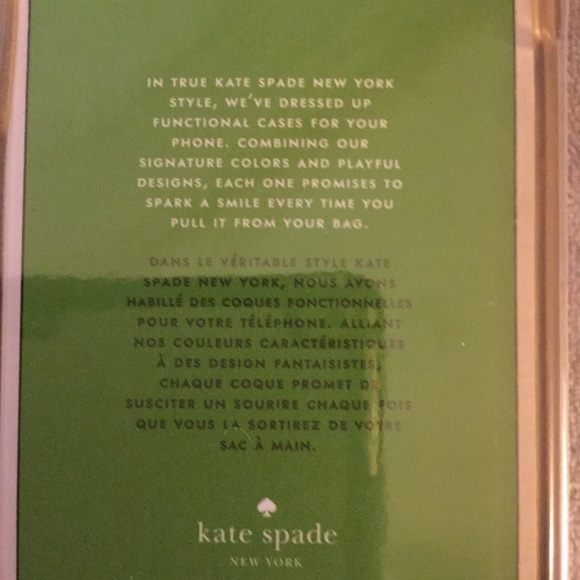 IN TRUE KATE SPADE NEW YORK
STYLE, WE'VE DRESSED UP
FUNCTIONAL CASES FOR YOUR
PHONE. COMBINING OUR
SIGNATURE COLORS AND PLAYFUL
DESIGNS, EACH ONE PROMISES TO
SPARK A SMILE EVERY TIME YOU
PULL IT FROM YOUR BAG.
DANS LE VÉRITABLE STYLE KATE
SPADE NEW YORK, NOUS AVONS
HABILLÉ DES COQUES FONCTIONNELLES
POUR VOTRE TÉLÉPHONE. ALLIANT
NOS COULEURS CARACTÉRISTIQUES
À DES DESIGN FANTAISISTES,
CHAQUE COQUE PROMET DE
SUSCITER UN SOURIRE CHAQUE FOIS
QUE VOUS LA SORTIREZ DE VOTRE
SAC À MAIN.
kate spade
NEW YORK